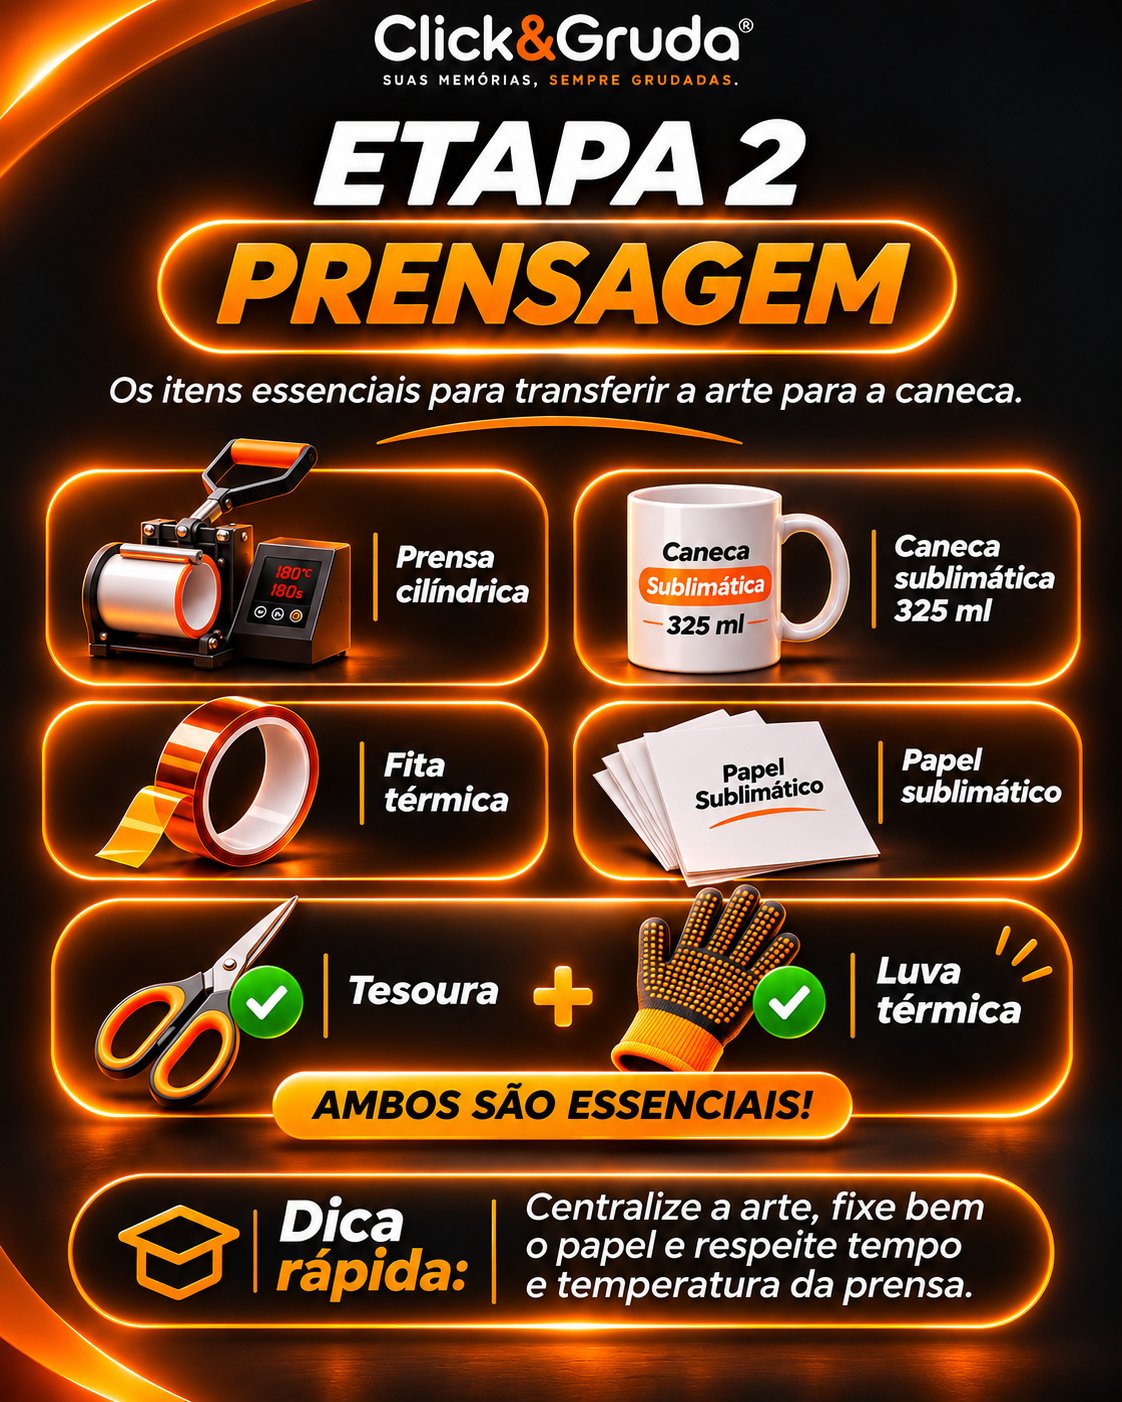 Click&Gruda®
SUAS MEMÓRIAS, SEMPRE GRUDADAS.
ETAPA 2
PRENSAGEM
Os itens essenciais para transferir a arte para a caneca.
180°C
180s
Prensa
cilíndrica
Caneca
Sublimática
325 ml
Caneca
sublimática
325 ml
Fita
térmica
Papel
Sublimático
Papel
sublimático
Tesoura
+
Luva
térmica
AMBOS SÃO ESSENCIAIS!
Dica
rápida:
Centralize a arte, fixe bem
o papel e respeite tempo
e temperatura da prensa.